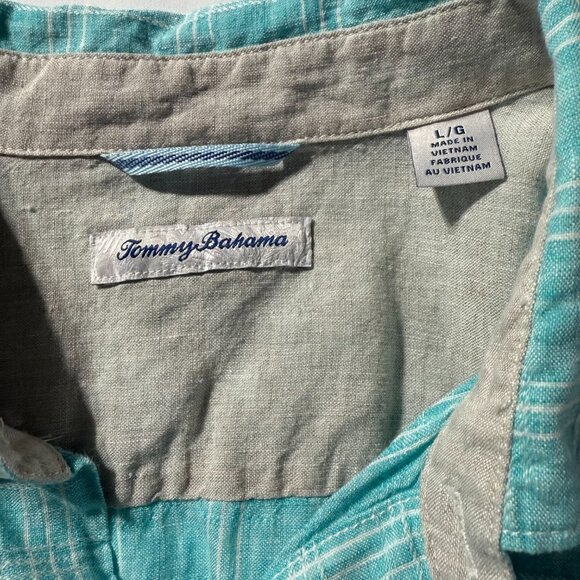 L/G
MADE IN
VIETNAM
FABRIQUE
AU VIETNAM
Tommy Bahama